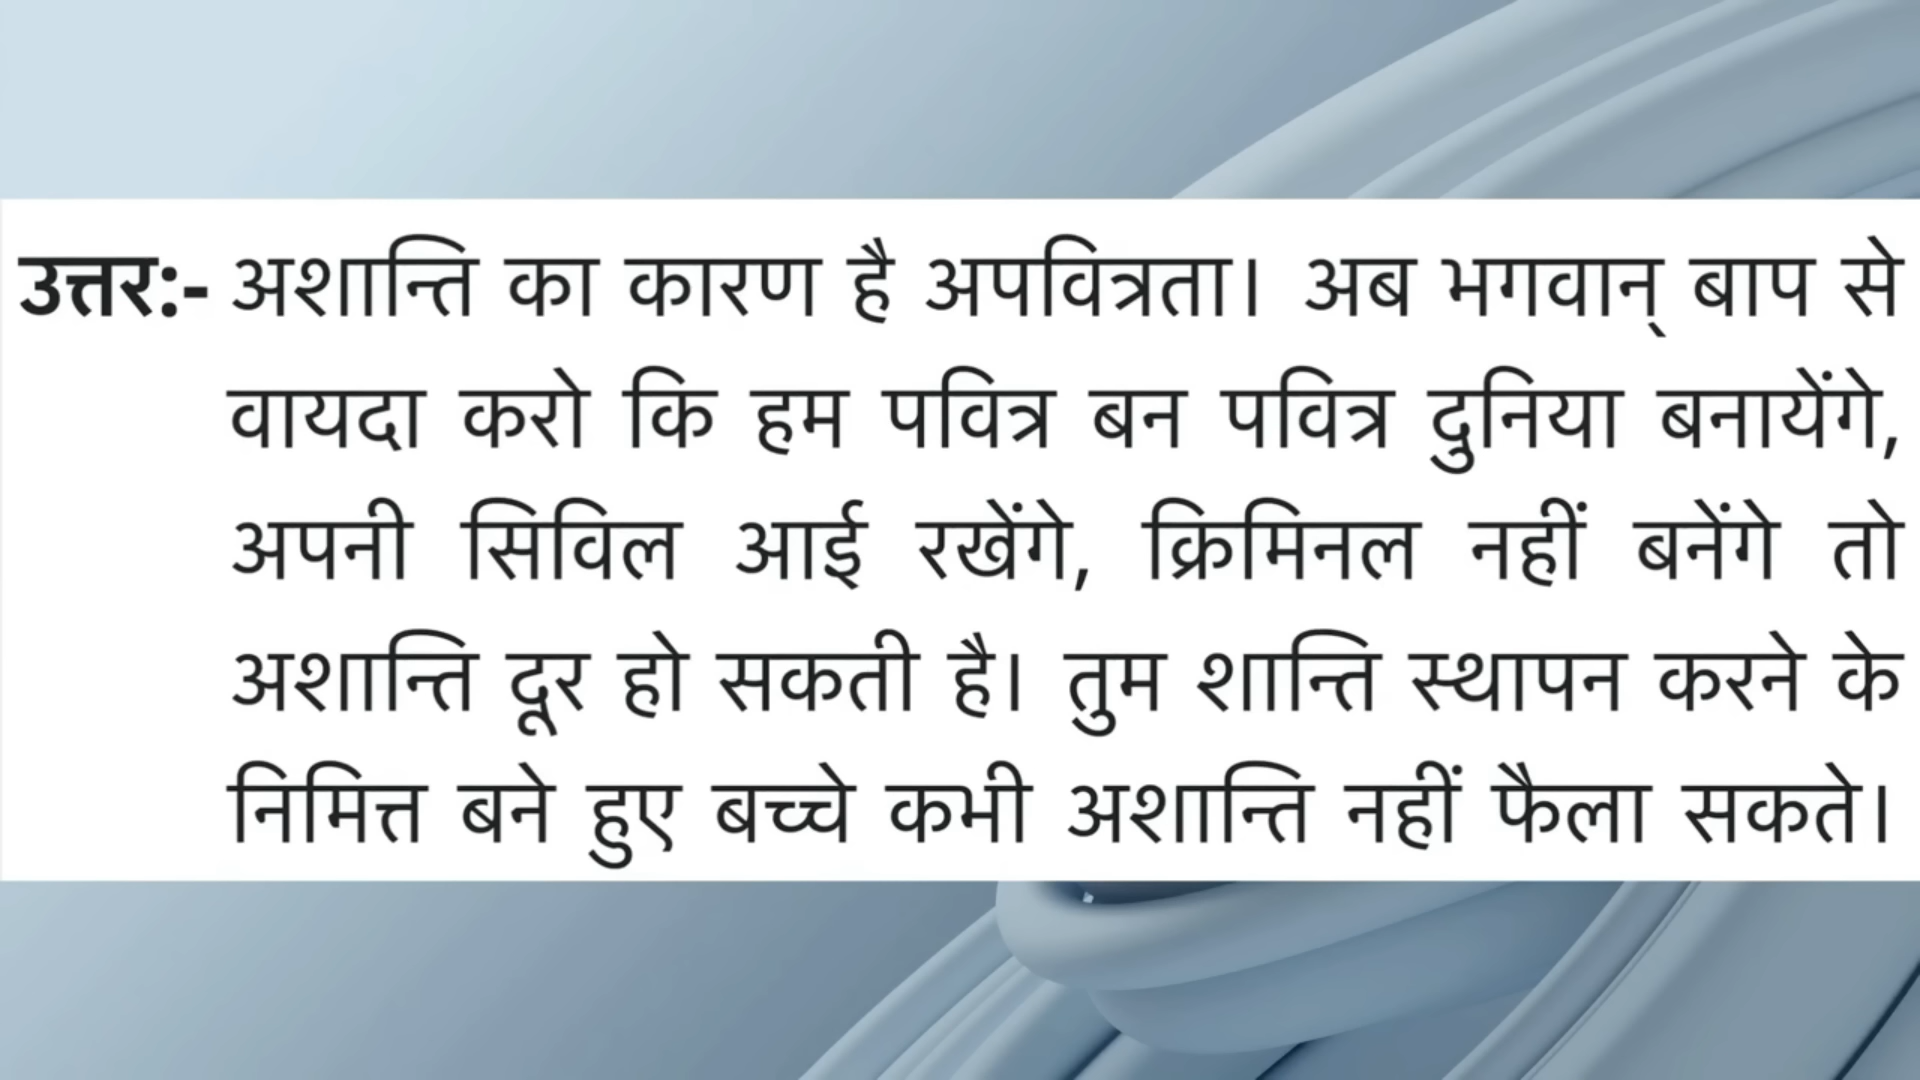 उत्तर:- अशान्ति का कारण है अपवित्रता। अब भगवान् बाप से
वायदा करो कि हम पवित्र बन पवित्र दुनिया बनायेंगे,
अपनी सिविल आई रखेंगे, क्रिमिनल नहीं बनेंगे तो
अशान्ति दूर हो सकती है। तुम शान्ति स्थापन करने के
निमित्त बने हुए बच्चे कभी अशान्ति नहीं फैला सकते।